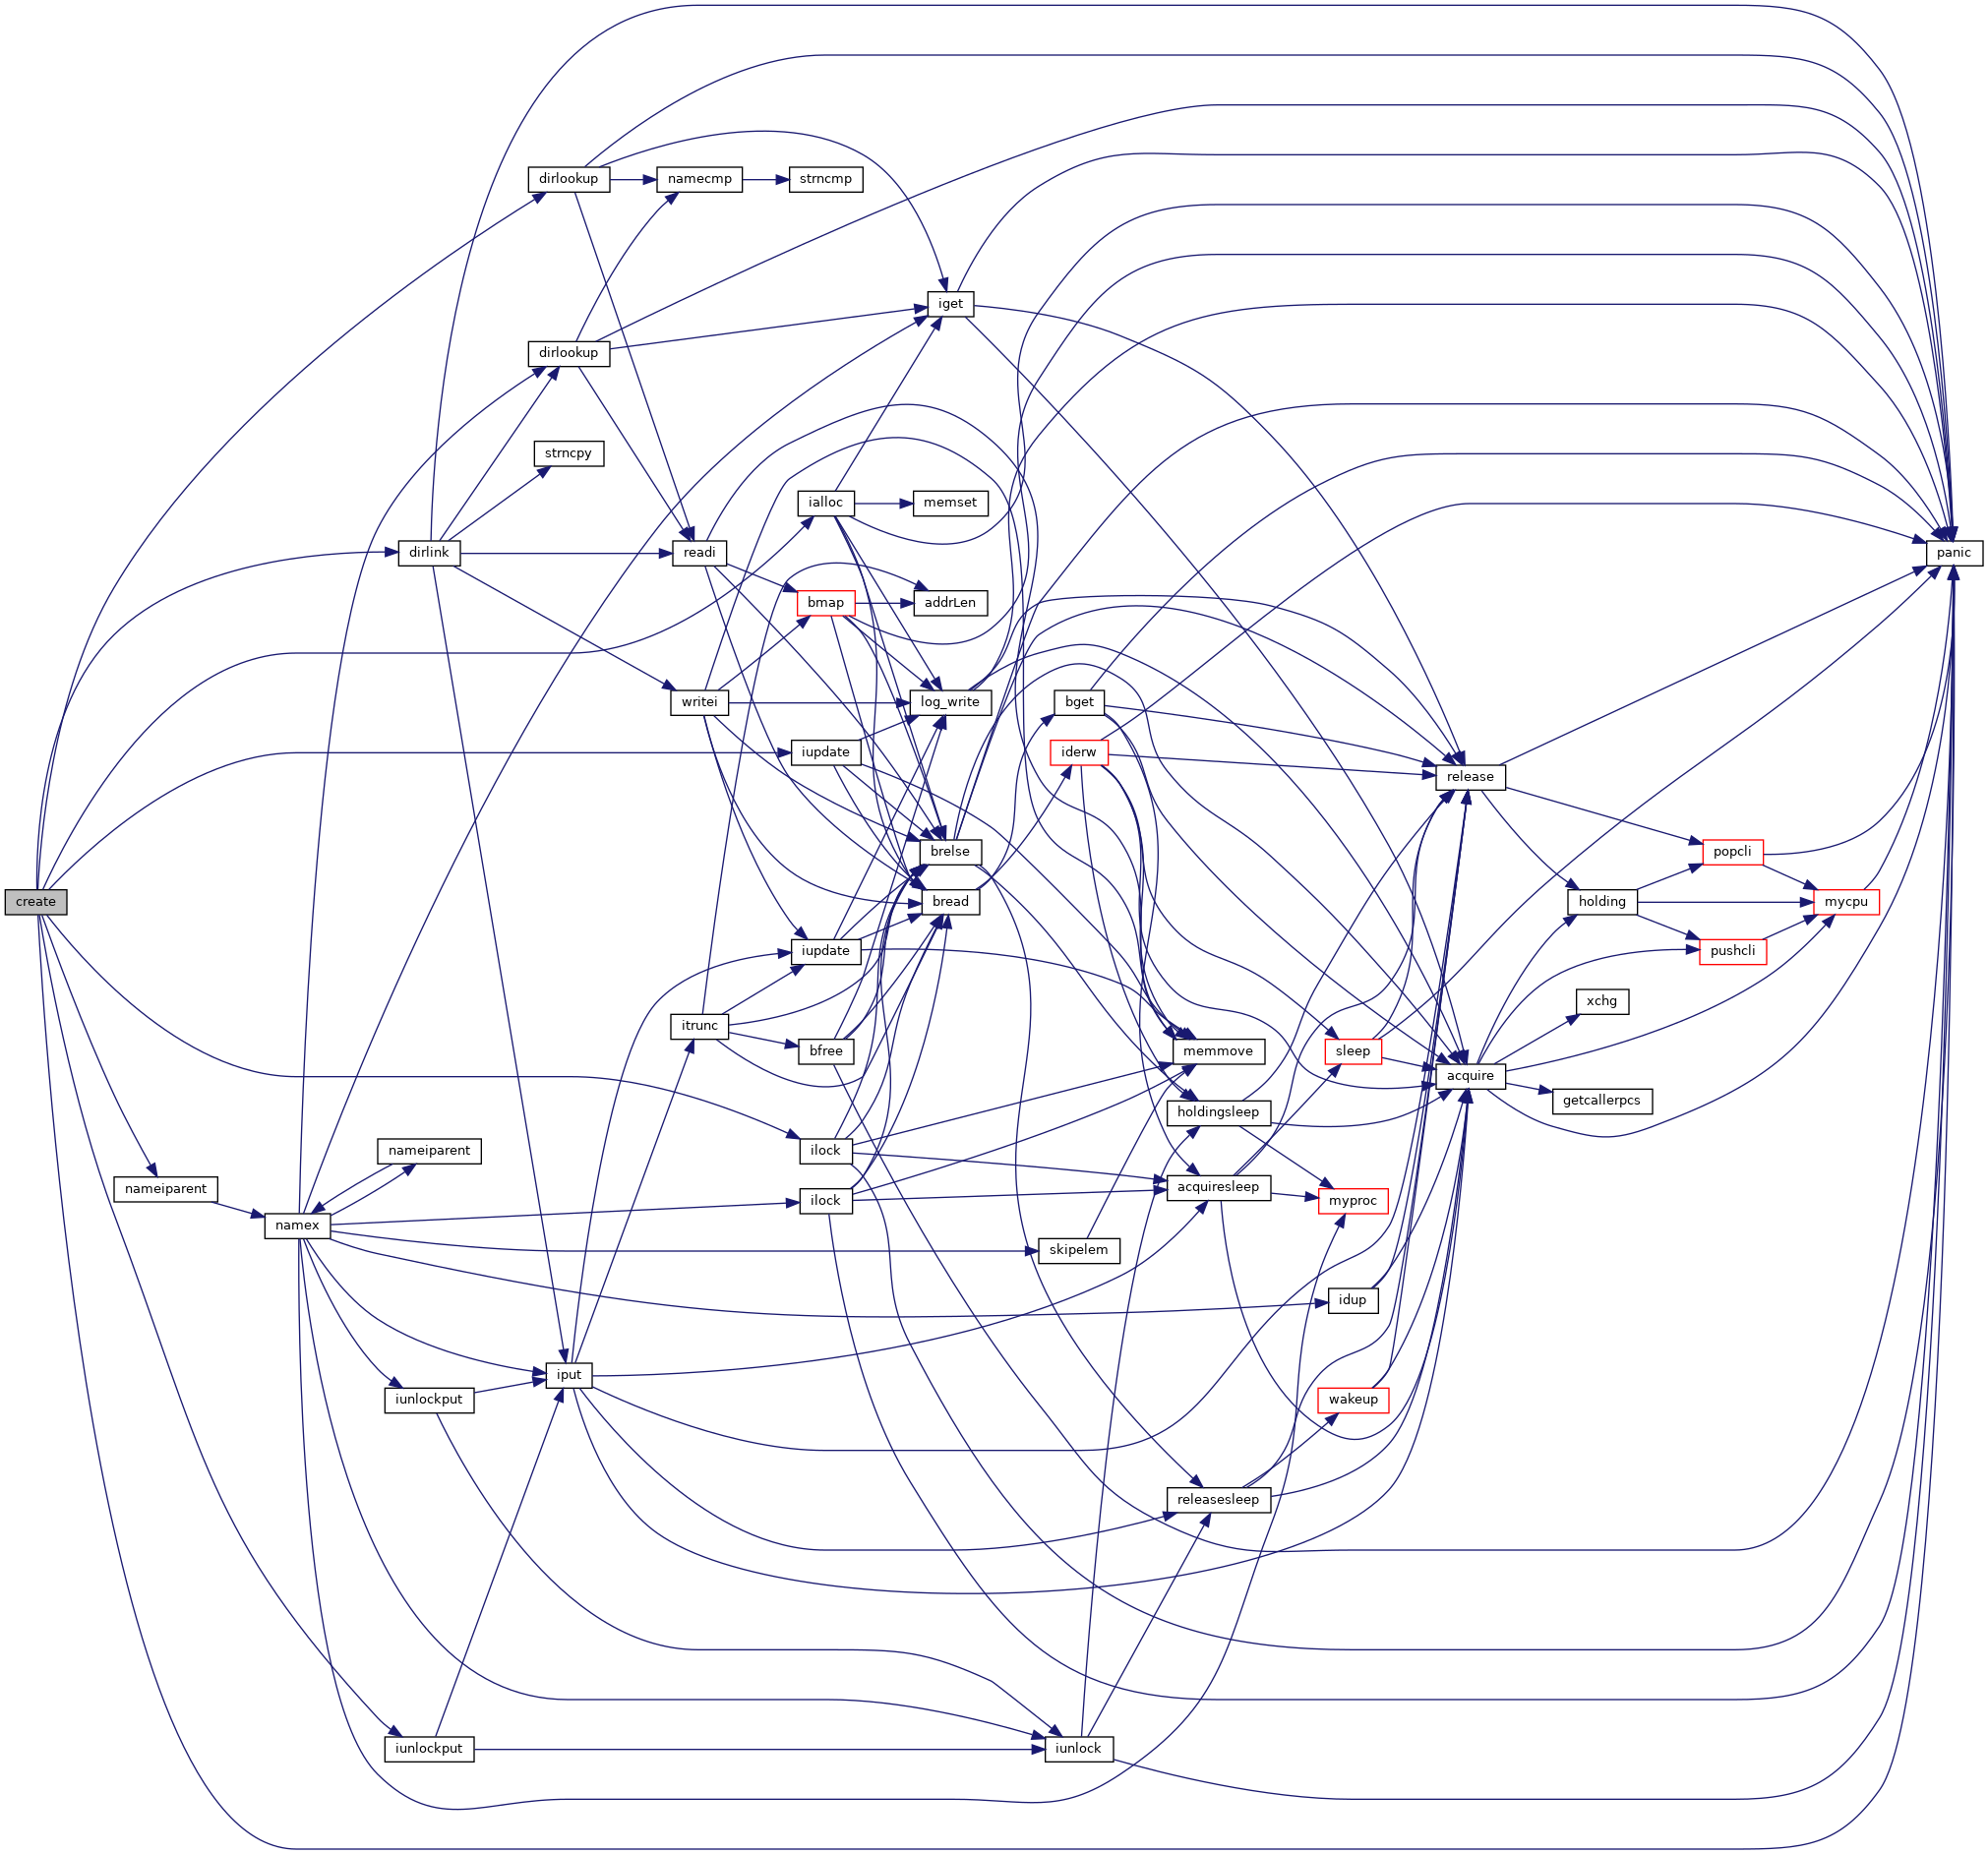 dirlookup
namecmp
strncmp
iget
dirlookup
strncpy
ialloc
memset
dirlink
readi
panic
bmap
addrLen
writei
log_write
bget
iupdate
iderw
release
brelse
popcli
create
bread
holding
mycpu
iupdate
pushcli
xchg
itrunc
bfree
memmove
sleep
acquire
getcallerpcs
holdingsleep
nameiparent
ilock
nameiparent
acquiresleep
ilock
myproc
namex
skipelem
idup
iput
iunlockput
wakeup
releasesleep
iunlockput
iunlock